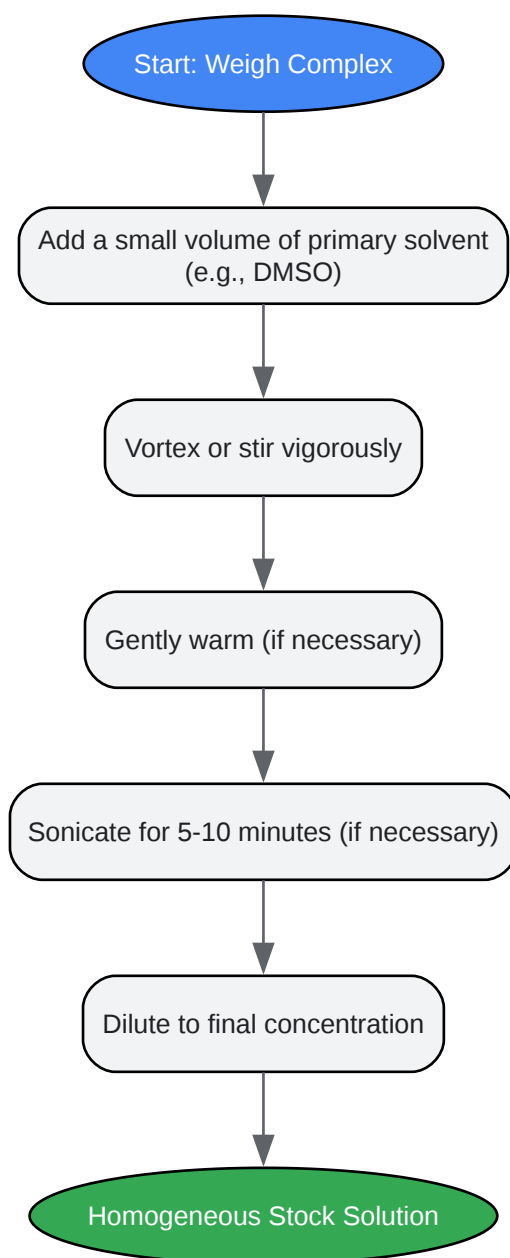 Start: Weigh Complex
Add a small volume of primary solvent
(e.g., DMSO)
Vortex or stir vigorously
Gently warm (if necessary)
Sonicate for 5-10 minutes (if necessary)
Dilute to final concentration
Homogeneous Stock Solution